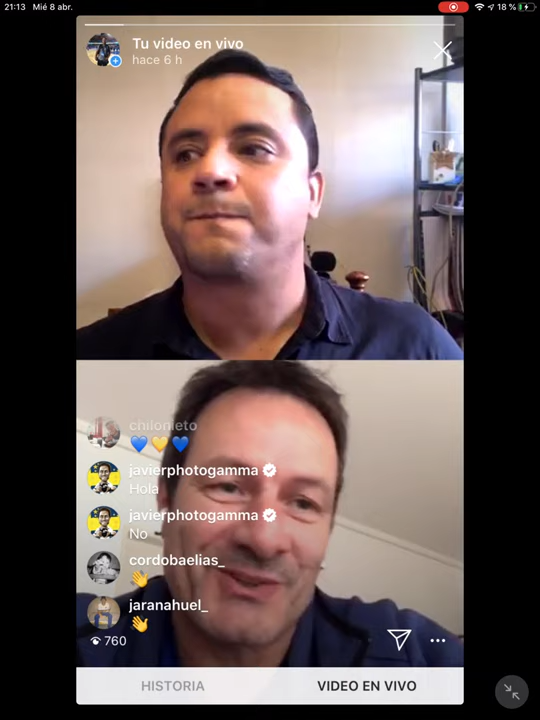 21:13 Mié 8 abr. 18 %
Tu video en vivo
hace 6 h
chilonieto
💙💛💙
javierphotogamma
Hola
javierphotogamma
No
cordobaelias_
👋
jaranahuel_
👋
760
HISTORIA
VIDEO EN VIVO